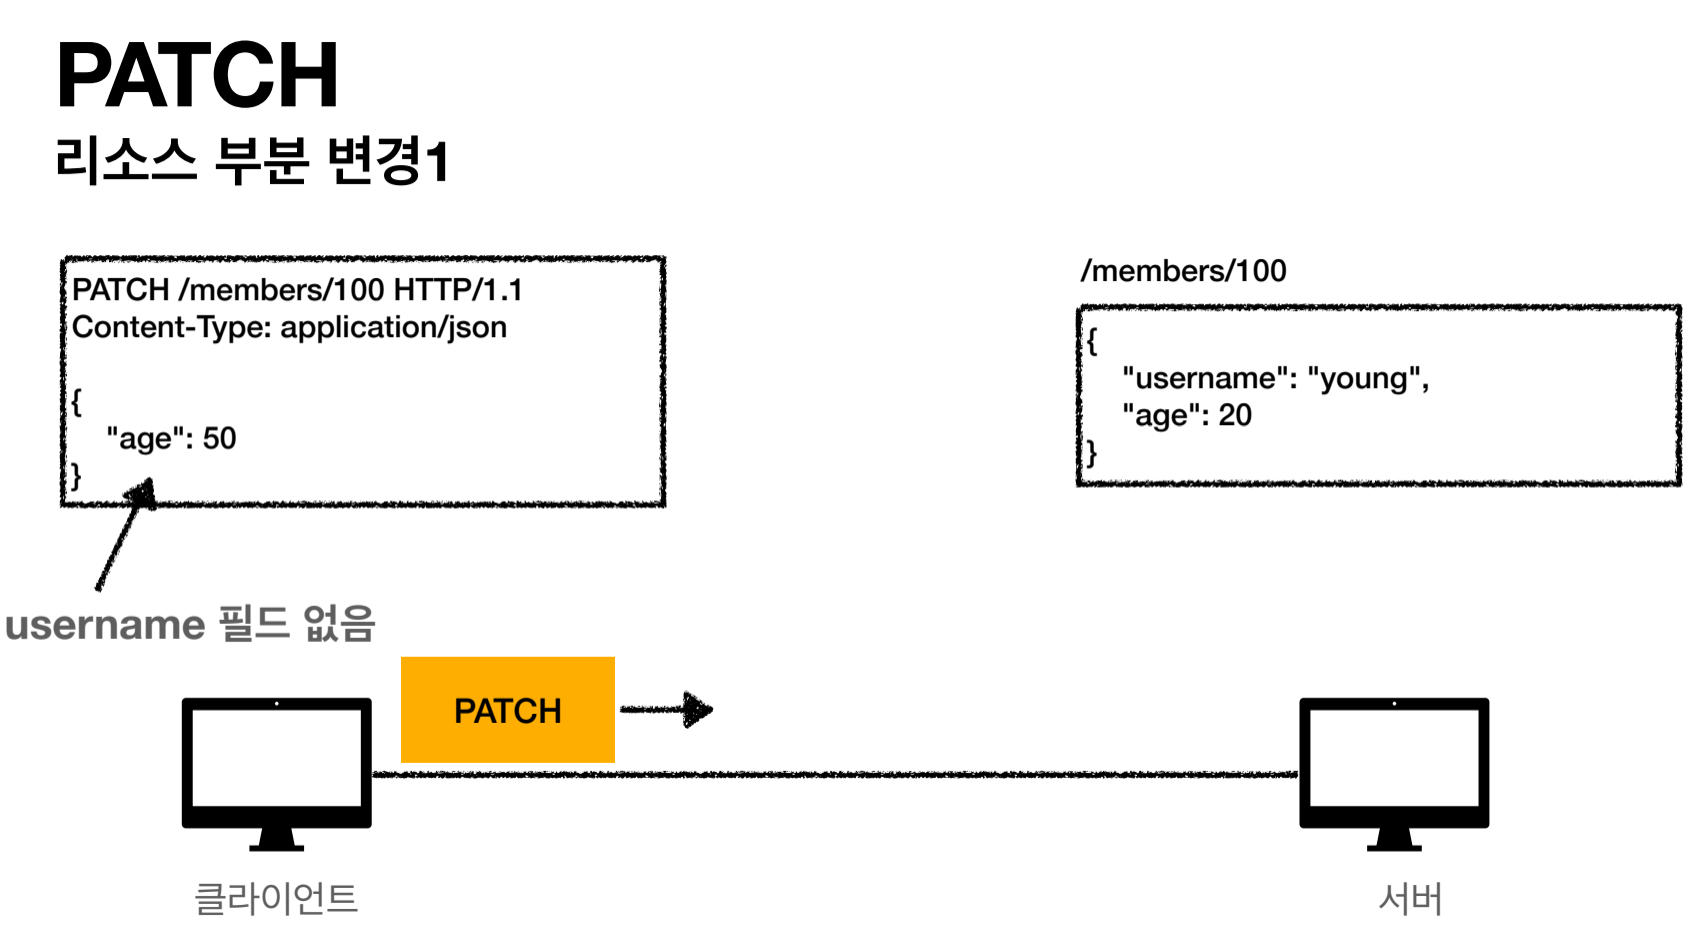 PATCH
리소스 부분 변경1
PATCH /members/100 HTTP/1.1
Content-Type: application/json
{
"age": 50
}
username 필드 없음
/members/100
{
"username": "young",
"age": 20
}
PATCH
클라이언트
서버